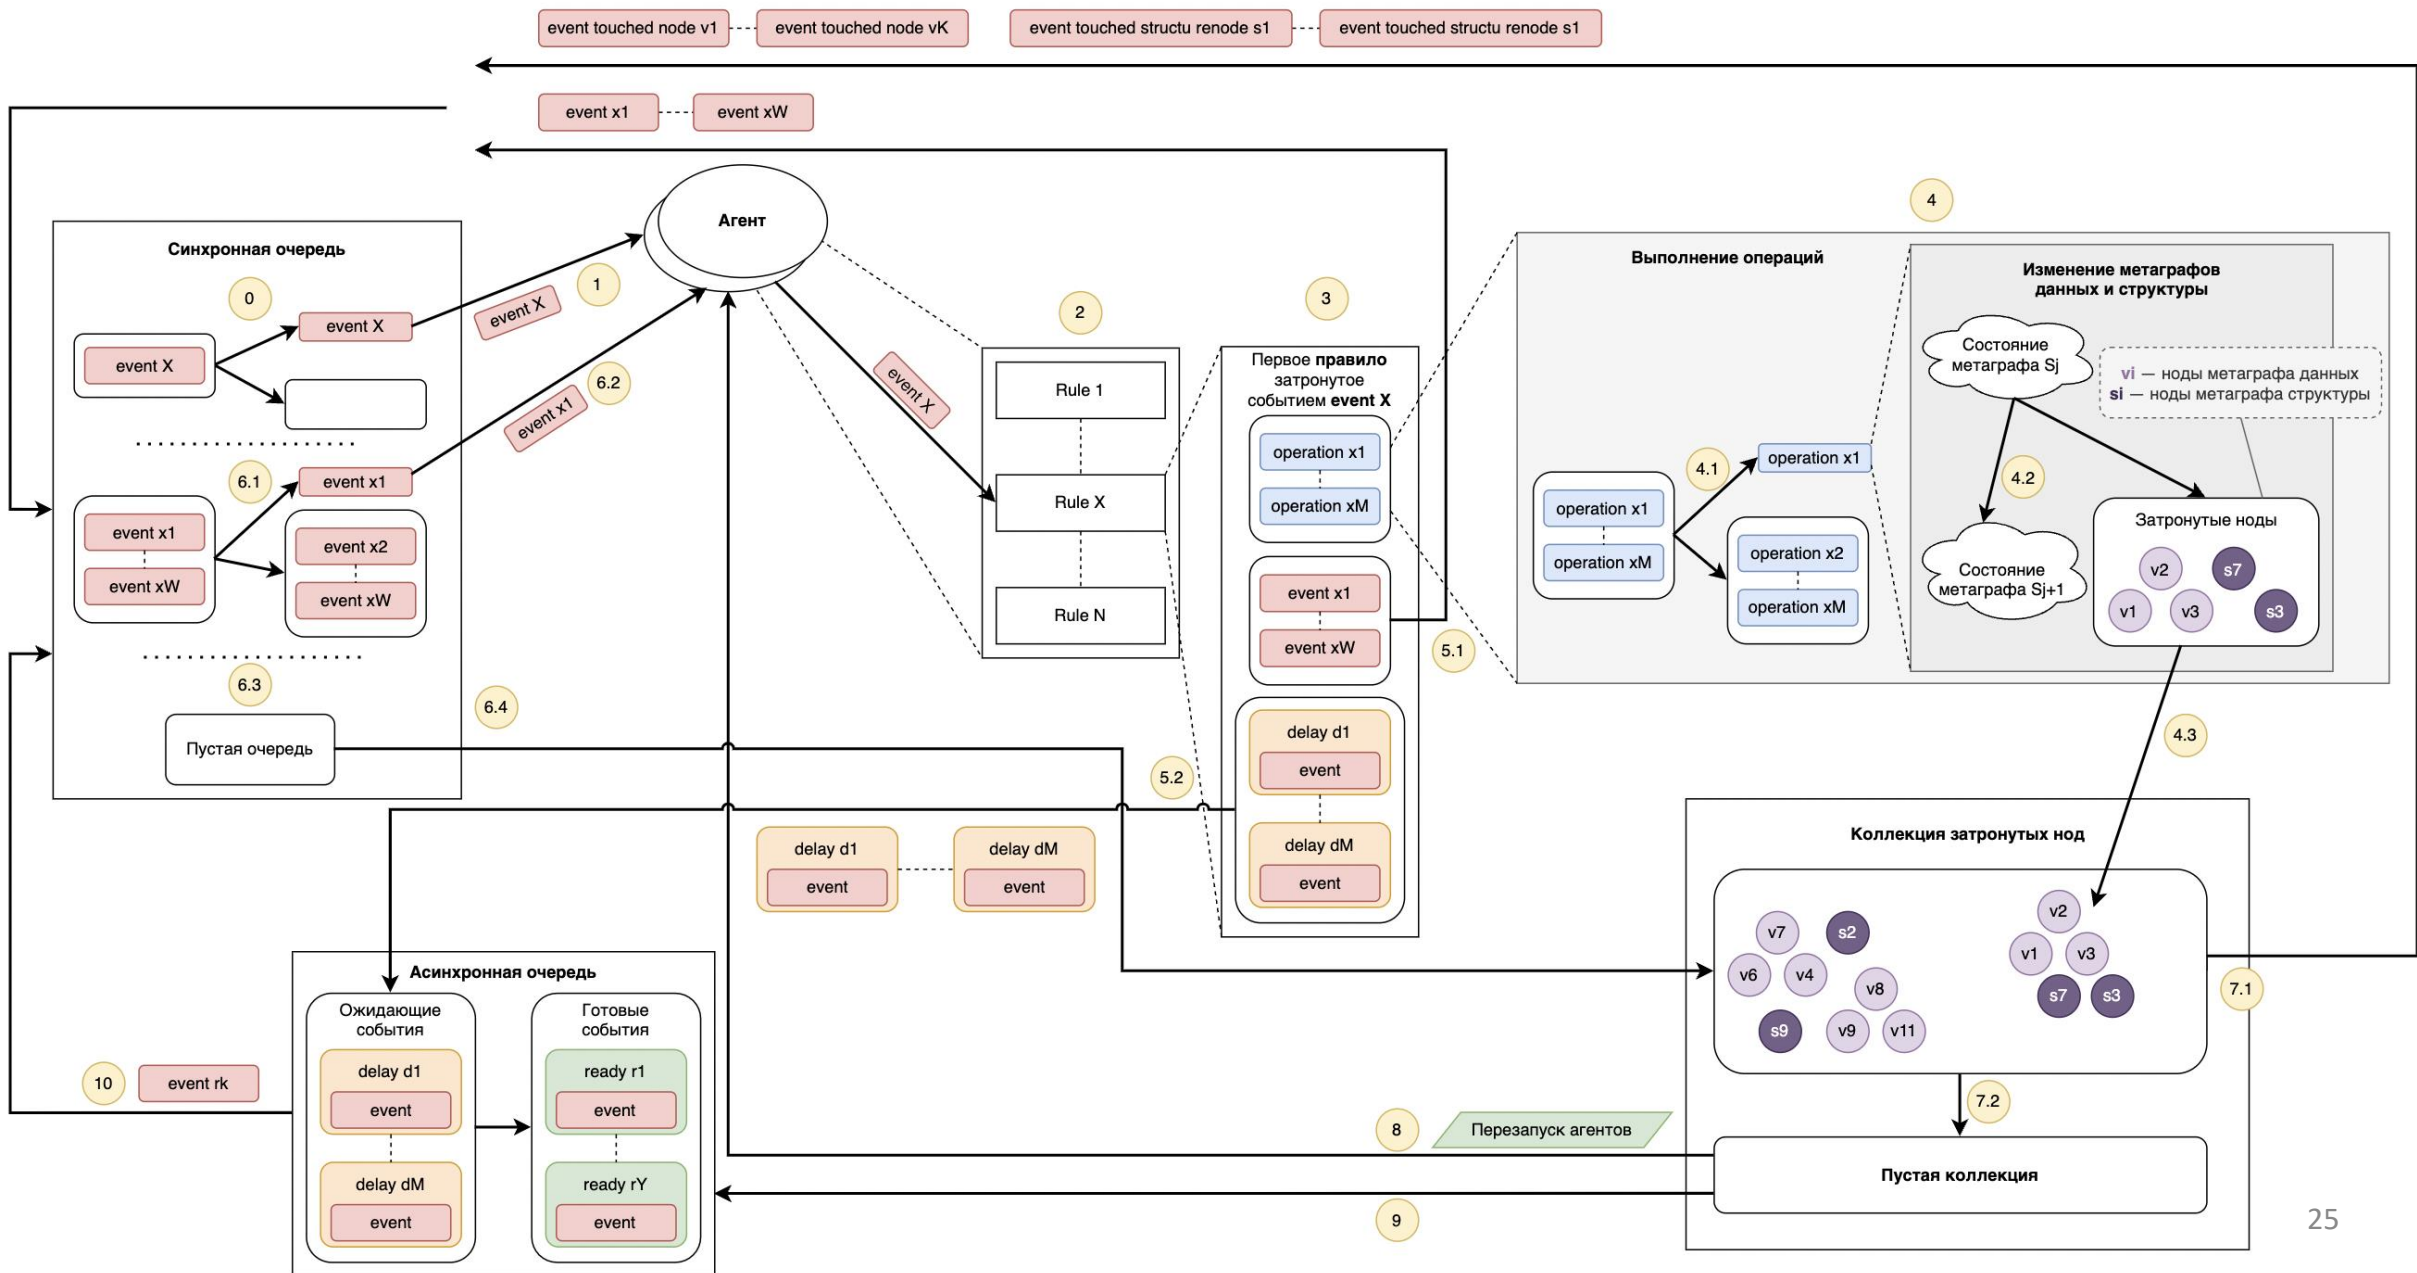 event touched node v1
event touched node vK
event touched structu renode s1
event touched structu renode s1
event x1
event xW
Синхронная очередь
0
event X
event X
6.1
event x1
event x1
event xW
event x2
event xW
6.3
Пустая очередь
6.4
Агент
1
event X
6.2
event x1
event X
2
Rule 1
Rule X
Rule N
3
Первое правило
затронутое
событием event X
operation x1
operation xM
event x1
event xW
delay d1
event
delay dM
event
5.1
5.2
4
Выполнение операций
operation x1
operation xM
4.1
operation x1
operation x2
operation xM
Изменение метаграфов
данных и структуры
Состояние
метаграфа Sj
vi — ноды метаграфа данных
si — ноды метаграфа структуры
4.2
Состояние
метаграфа Sj+1
Затронутые ноды
v2
s7
v1
v3
s3
4.3
delay d1
event
delay dM
event
Коллекция затронутых нод
v7
s2
v6
v4
v8
s9
v9
v11
v2
v1
v3
s7
s3
7.1
7.2
Пустая коллекция
8
Перезапуск агентов
9
Асинхронная очередь
Ожидающие
события
delay d1
event
delay dM
event
Готовые
события
ready r1
event
ready rY
event
10
event rk
25